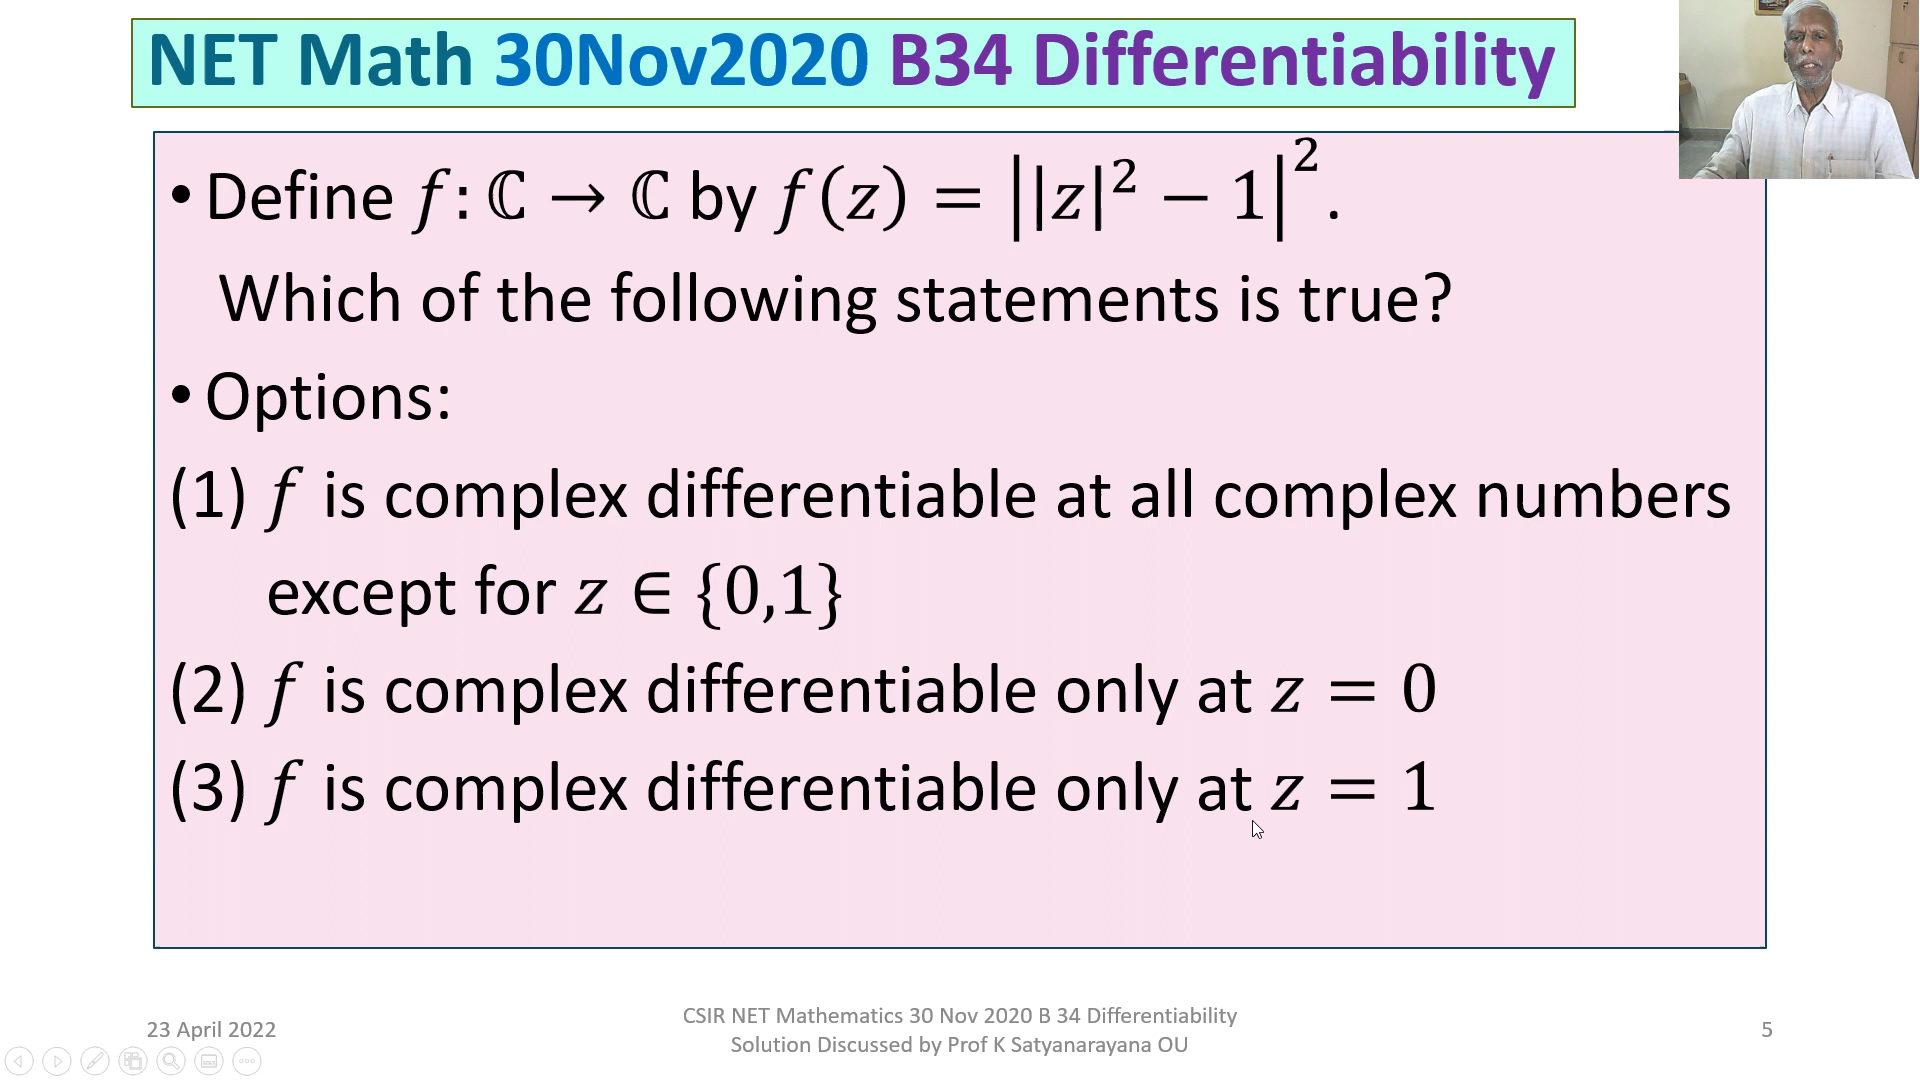 NET Math 30Nov2020 B34 Differentiability
• Define 𝑓: ℂ → ℂ by 𝑓(𝑧) = ||𝑧|² − 1|².
Which of the following statements is true?
• Options:
(1) 𝑓 is complex differentiable at all complex numbers
except for 𝑧 ∈ {0,1}
(2) 𝑓 is complex differentiable only at 𝑧 = 0
(3) 𝑓 is complex differentiable only at 𝑧 = 1
23 April 2022
CSIR NET Mathematics 30 Nov 2020 B 34 Differentiability
Solution Discussed by Prof K Satyanarayana OU
5